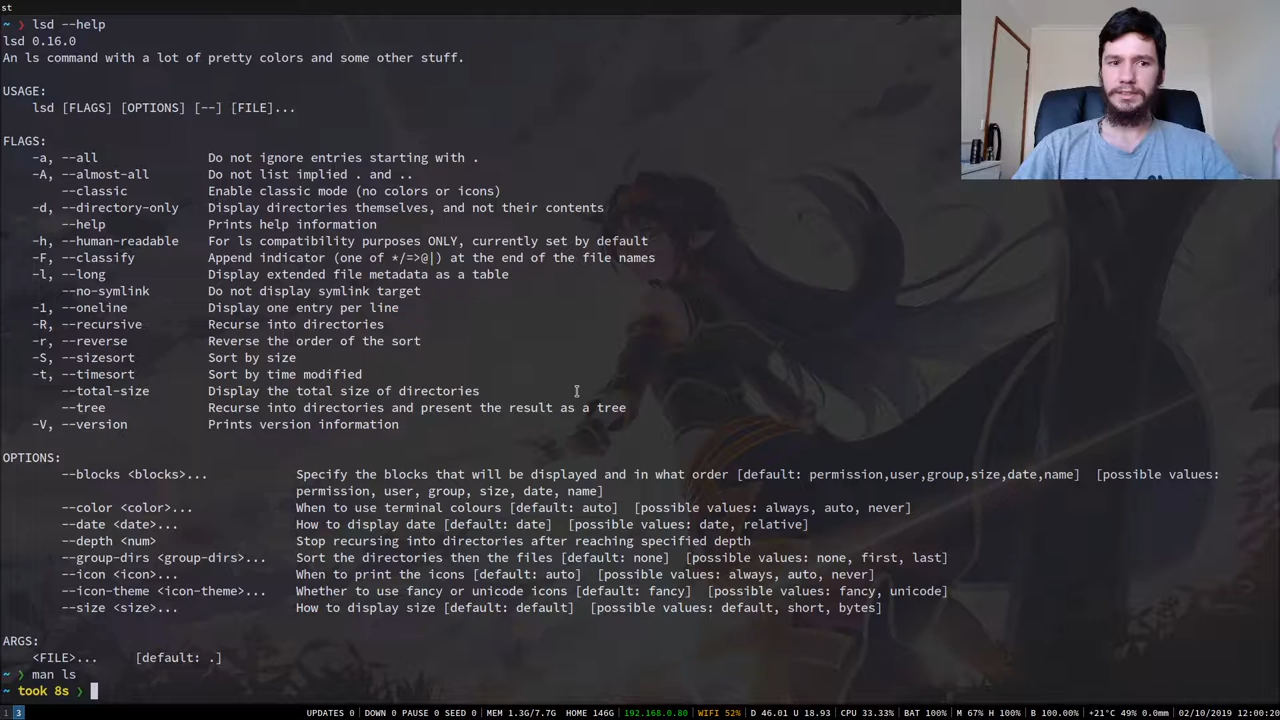 st
~ ❯ lsd --help
lsd 0.16.0
An ls command with a lot of pretty colors and some other stuff.
USAGE:
lsd [FLAGS] [OPTIONS] [--] [FILE]...
FLAGS:
-a, --all Do not ignore entries starting with .
-A, --almost-all Do not list implied . and ..
--classic Enable classic mode (no colors or icons)
-d, --directory-only Display directories themselves, and not their contents
--help Prints help information
-h, --human-readable For ls compatibility purposes ONLY, currently set by default
-F, --classify Append indicator (one of */=>@|) at the end of the file names
-l, --long Display extended file metadata as a table
--no-symlink Do not display symlink target
-1, --oneline Display one entry per line
-R, --recursive Recurse into directories
-r, --reverse Reverse the order of the sort
-S, --sizesort Sort by size
-t, --timesort Sort by time modified
--total-size Display the total size of directories
--tree Recurse into directories and present the result as a tree
-V, --version Prints version information
OPTIONS:
--blocks <blocks>... Specify the blocks that will be displayed and in what order [default: permission,user,group,size,date,name] [possible values:
permission, user, group, size, date, name]
--color <color>... When to use terminal colours [default: auto] [possible values: always, auto, never]
--date <date>... How to display date [default: date] [possible values: date, relative]
--depth <num> Stop recursing into directories after reaching specified depth
--group-dirs <group-dirs>... Sort the directories then the files [default: none] [possible values: none, first, last]
--icon <icon>... When to print the icons [default: auto] [possible values: always, auto, never]
--icon-theme <icon-theme>... Whether to use fancy or unicode icons [default: fancy] [possible values: fancy, unicode]
--size <size>... How to display size [default: default] [possible values: default, short, bytes]
ARGS:
<FILE>... [default: .]
~ ❯ man ls
~ took 8s ❯
1 3 UPDATES 0 | DOWN 0 PAUSE 0 SEED 0 | MEM 1.3G/7.7G | HOME 146G | 192.168.0.80 | WIFI 52% | D 46.01 U 18.93 | CPU 33.33% | BAT 100% | M 67% H 100% | B 100.00% | +21°C 49% 0.0mm | 02/10/2019 12:00:20